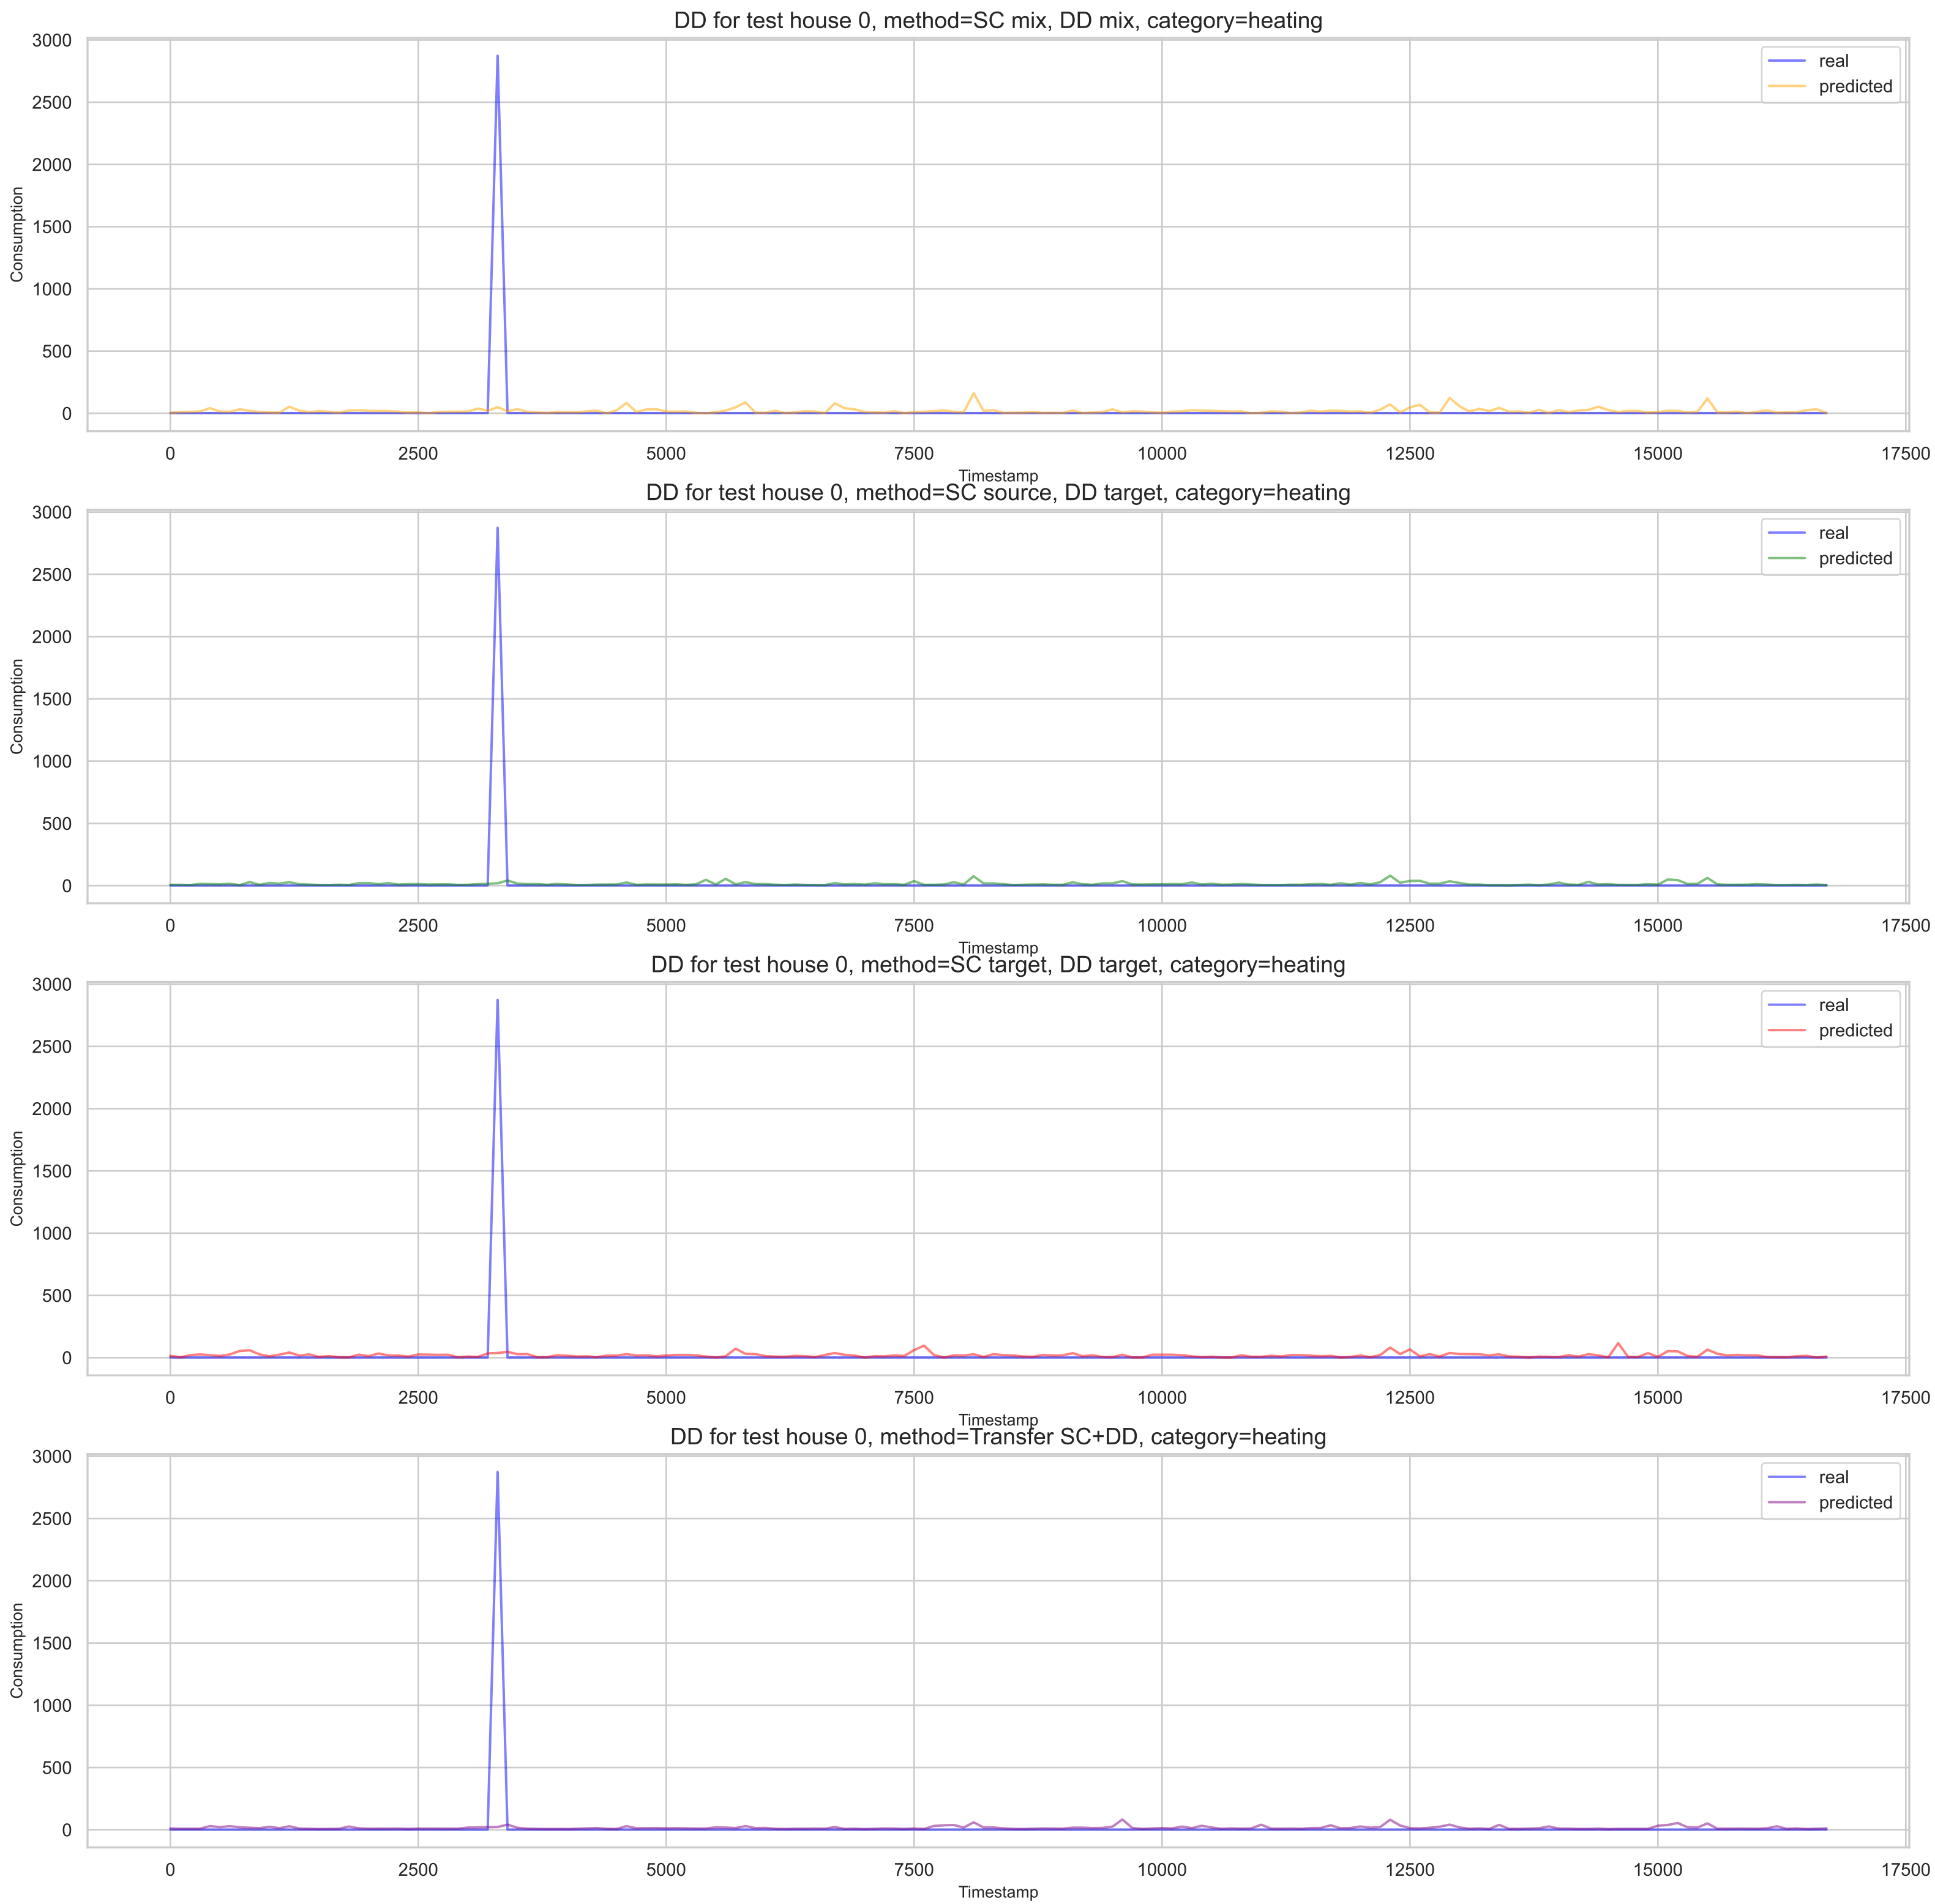 DD for test house 0, method=SC mix, DD mix, category=heating
3000
2500
2000
1500
1000
500
0
Consumption
real
predicted
0 2500 5000 7500 10000 12500 15000 17500
Timestamp
DD for test house 0, method=SC source, DD target, category=heating
3000
2500
2000
1500
1000
500
0
Consumption
real
predicted
0 2500 5000 7500 10000 12500 15000 17500
Timestamp
DD for test house 0, method=SC target, DD target, category=heating
3000
2500
2000
1500
1000
500
0
Consumption
real
predicted
0 2500 5000 7500 10000 12500 15000 17500
Timestamp
DD for test house 0, method=Transfer SC+DD, category=heating
3000
2500
2000
1500
1000
500
0
Consumption
real
predicted
0 2500 5000 7500 10000 12500 15000 17500
Timestamp